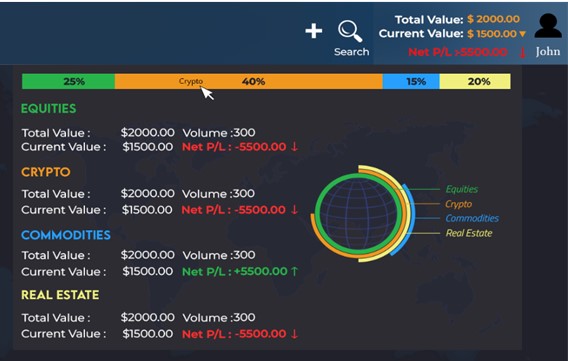 Total Value: $ 2000.00
Current Value: $ 1500.00 ▾
Net P/L :-5500.00 ↓
+
Search
John
25%
Crypto
40%
15%
20%
EQUITIES
Total Value : $2000.00 Volume :300
Current Value : $1500.00 Net P/L : -5500.00 ↓
CRYPTO
Total Value : $2000.00 Volume :300
Current Value : $1500.00 Net P/L : -5500.00 ↓
COMMODITIES
Total Value : $2000.00 Volume :300
Current Value : $1500.00 Net P/L : +5500.00 ↑
REAL ESTATE
Total Value : $2000.00 Volume :300
Current Value : $1500.00 Net P/L : -5500.00 ↓
Equities
Crypto
Commodities
Real Estate